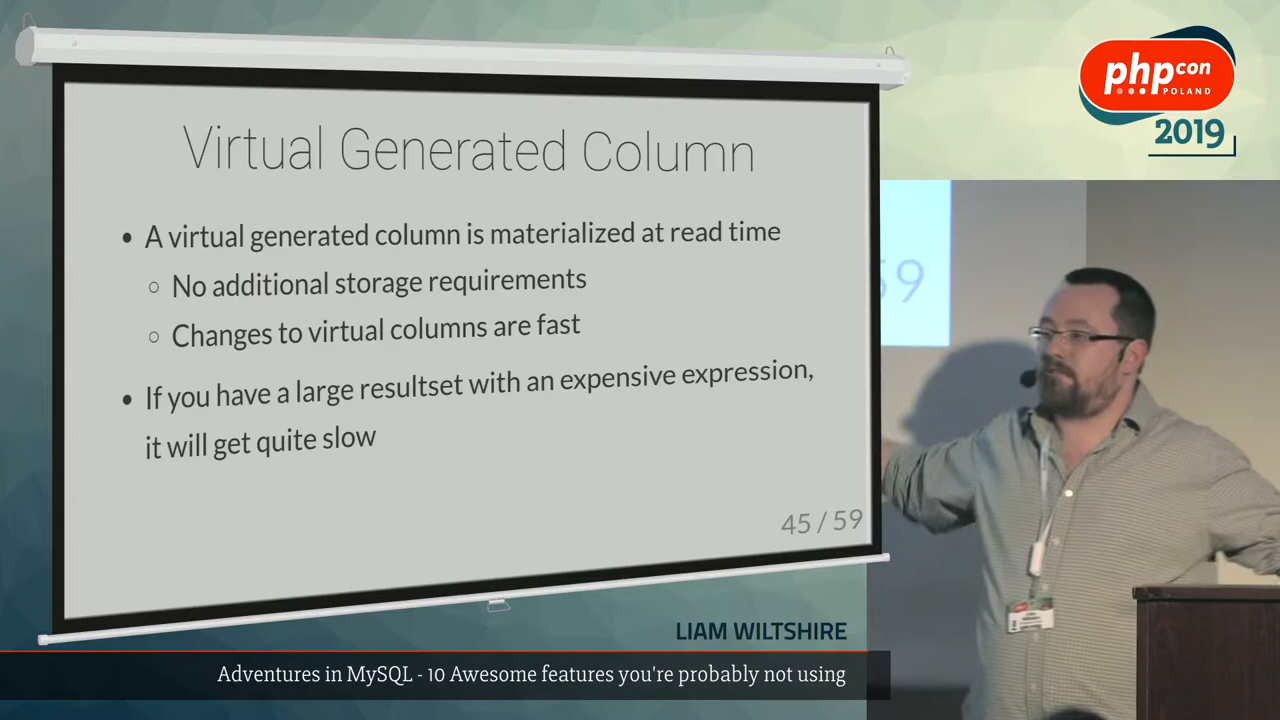 phpcon
POLAND
2019
Virtual Generated Column
• A virtual generated column is materialized at read time
○ No additional storage requirements
○ Changes to virtual columns are fast
• If you have a large resultset with an expensive expression,
it will get quite slow
45 / 59
59
LIAM WILTSHIRE
Adventures in MySQL - 10 Awesome features you're probably not using